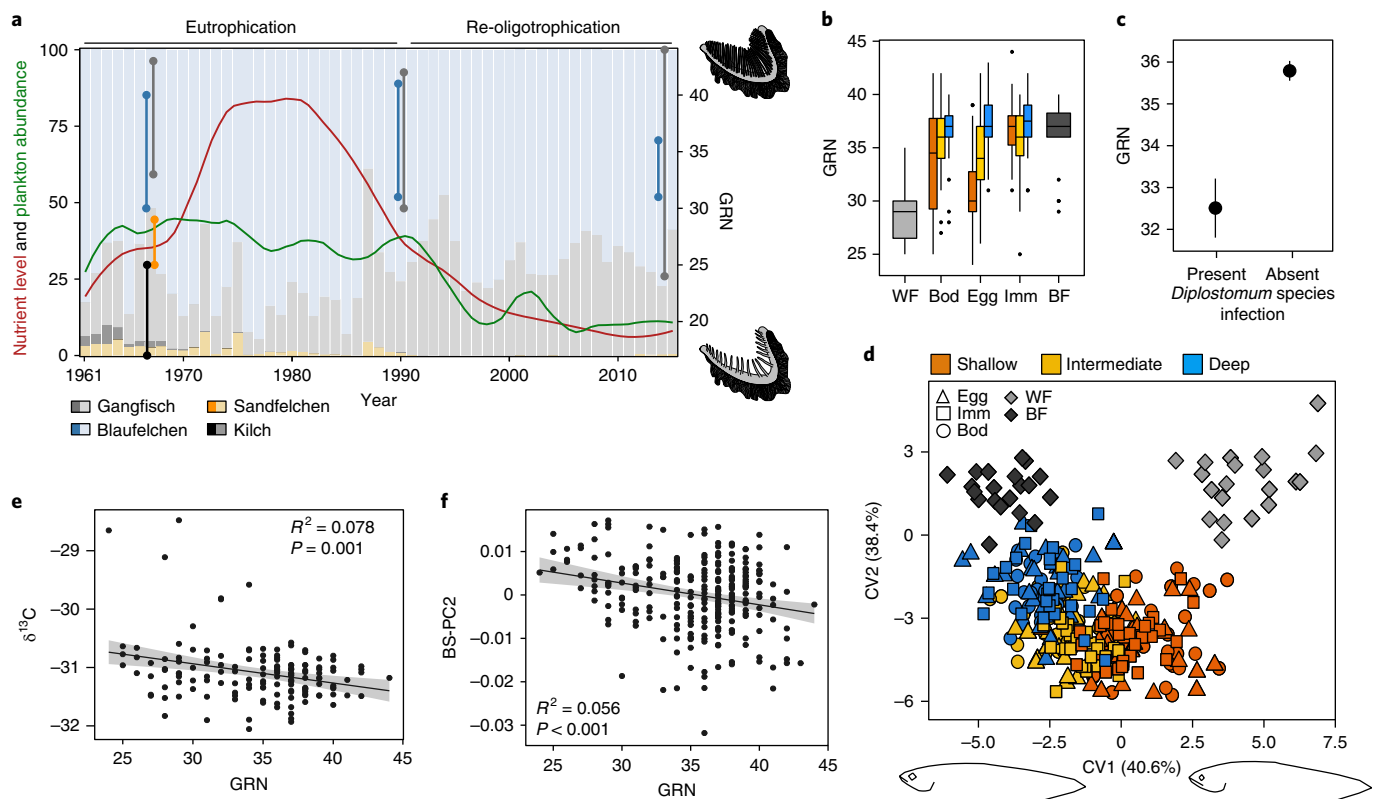 a
Eutrophication
Re-oligotrophication
Nutrient level and plankton abundance
100
75
50
25
0
40
35
30
25
20
GRN
1961
1970
1980
1990
2000
2010
Year
Gangfisch
Sandfelchen
Blaufelchen
Kilch
b
GRN
45
40
35
30
25
WF
Bod
Egg
Imm
BF
c
GRN
36
35
34
33
32
Present
Absent
Diplostomum species
infection
d
Shallow
Intermediate
Deep
Egg
WF
Imm
BF
Bod
CV2 (38.4%)
3
0
–3
–6
–5.0
–2.5
0
2.5
5.0
7.5
CV1 (40.6%)
e
R² = 0.078
P = 0.001
δ¹³C
–29
–30
–31
–32
25
30
35
40
45
GRN
f
BS-PC2
0.01
0
–0.01
–0.02
–0.03
R² = 0.056
P < 0.001
25
30
35
40
45
GRN